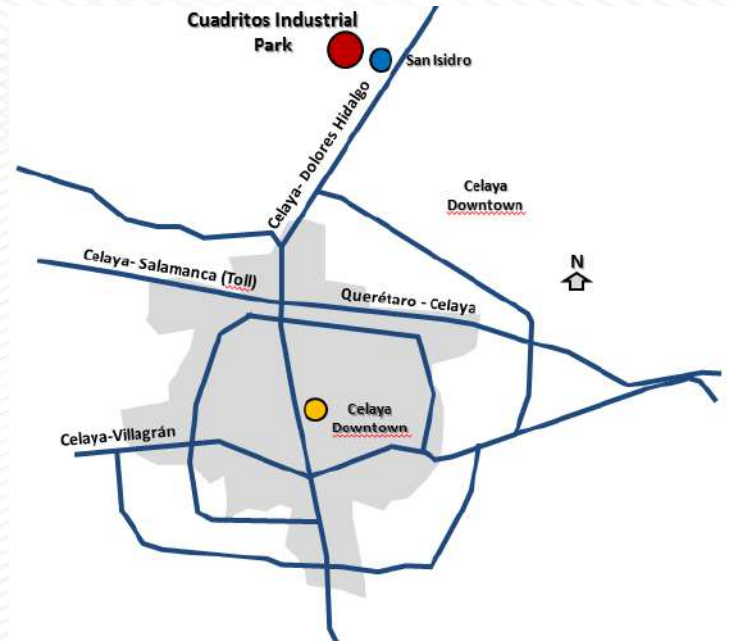 Cuadritos Industrial
Park
San Isidro
Celaya- Dolores Hidalgo
Celaya
Downtown
N
Celaya- Salamanca (Toll)
Querétaro - Celaya
Celaya
Downtown
Celaya-Villagrán